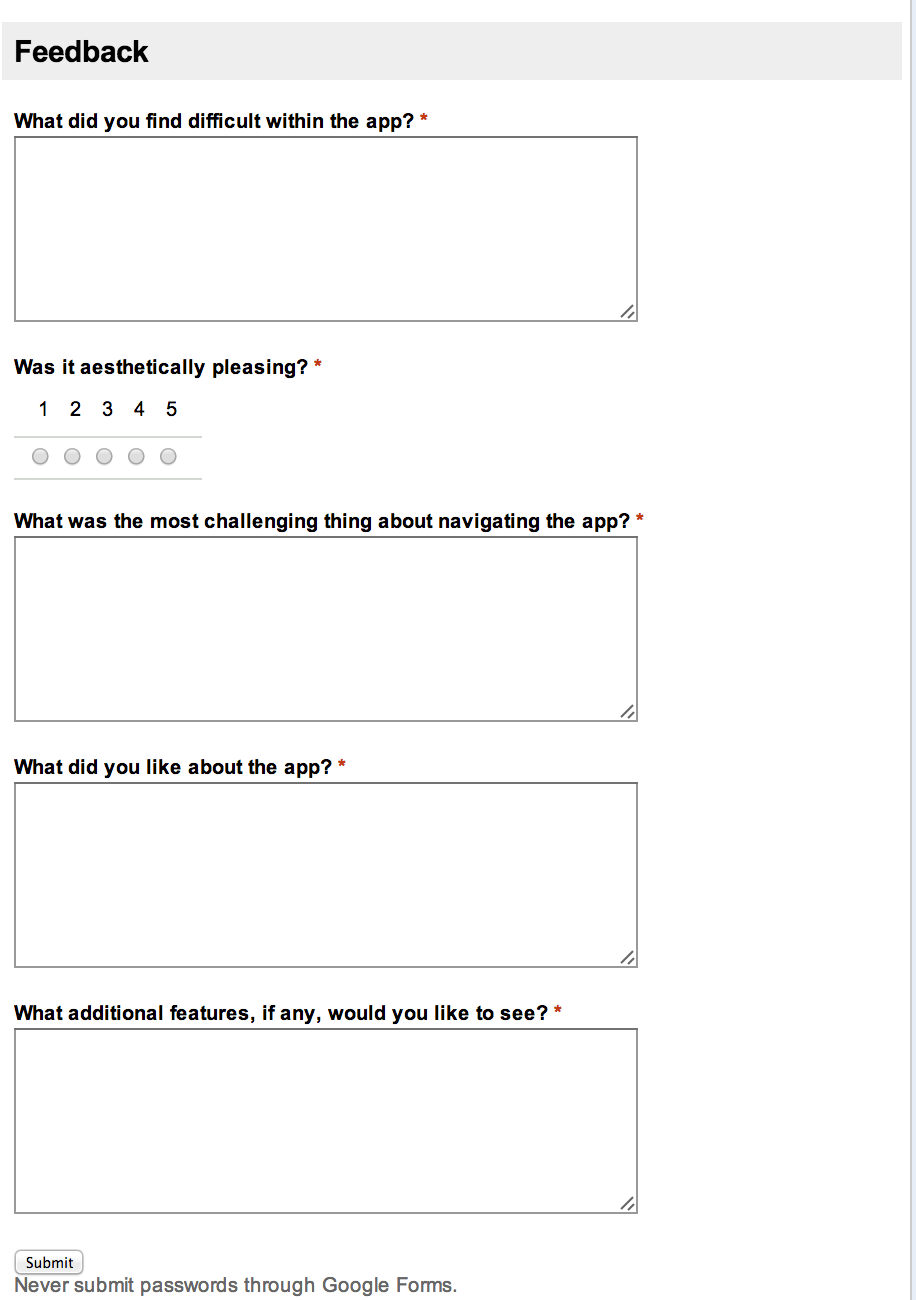 Feedback
What did you find difficult within the app? *
Was it aesthetically pleasing? *
1 2 3 4 5
What was the most challenging thing about navigating the app? *
What did you like about the app? *
What additional features, if any, would you like to see? *
Submit
Never submit passwords through Google Forms.